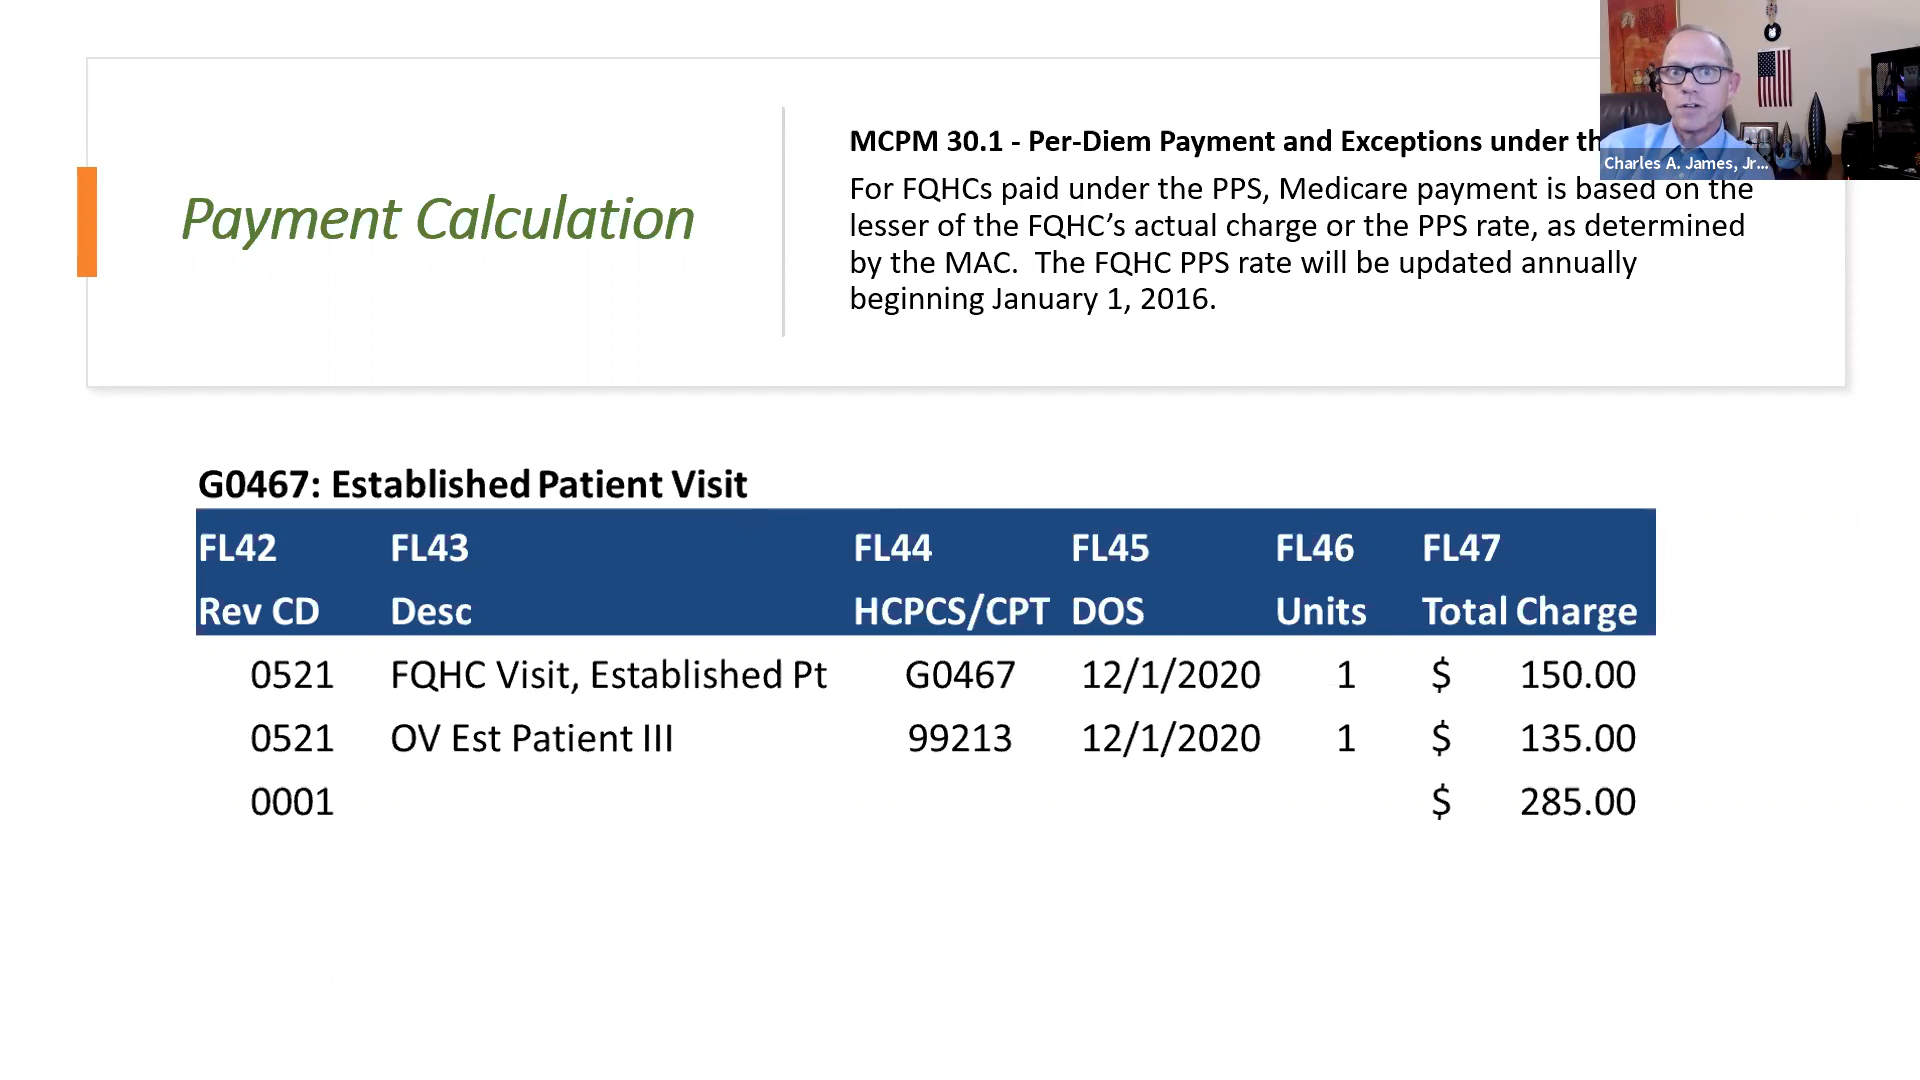 Payment Calculation
MCPM 30.1 - Per-Diem Payment and Exceptions under
For FQHCs paid under the PPS, Medicare payment is based on the
lesser of the FQHC’s actual charge or the PPS rate, as determined
by the MAC.  The FQHC PPS rate will be updated annually
beginning January 1, 2016.
Charles A. James, Jr...
G0467: Established Patient Visit
FL42 FL43 FL44 FL45 FL46 FL47
Rev CD Desc HCPCS/CPT DOS Units Total Charge
0521 FQHC Visit, Established Pt G0467 12/1/2020 1 $ 150.00
0521 OV Est Patient III 99213 12/1/2020 1 $ 135.00
0001 $ 285.00